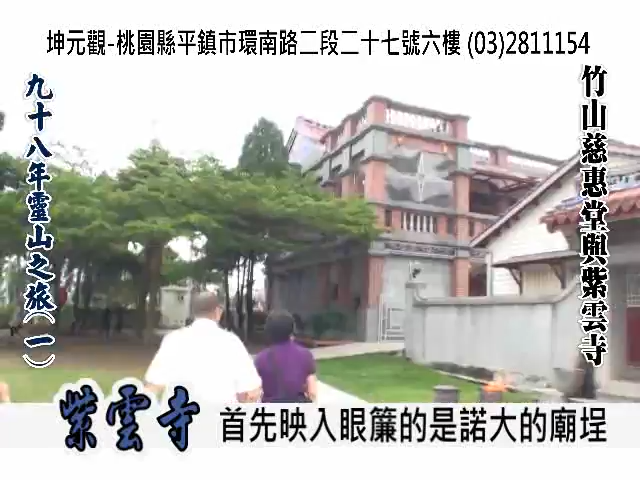 坤元觀-桃園縣平鎮市環南路二段二十七號六樓 (03)2811154
九十八年靈山之旅(一)
竹山慈惠堂與紫雲寺
紫雲寺
首先映入眼簾的是諾大的廟埕